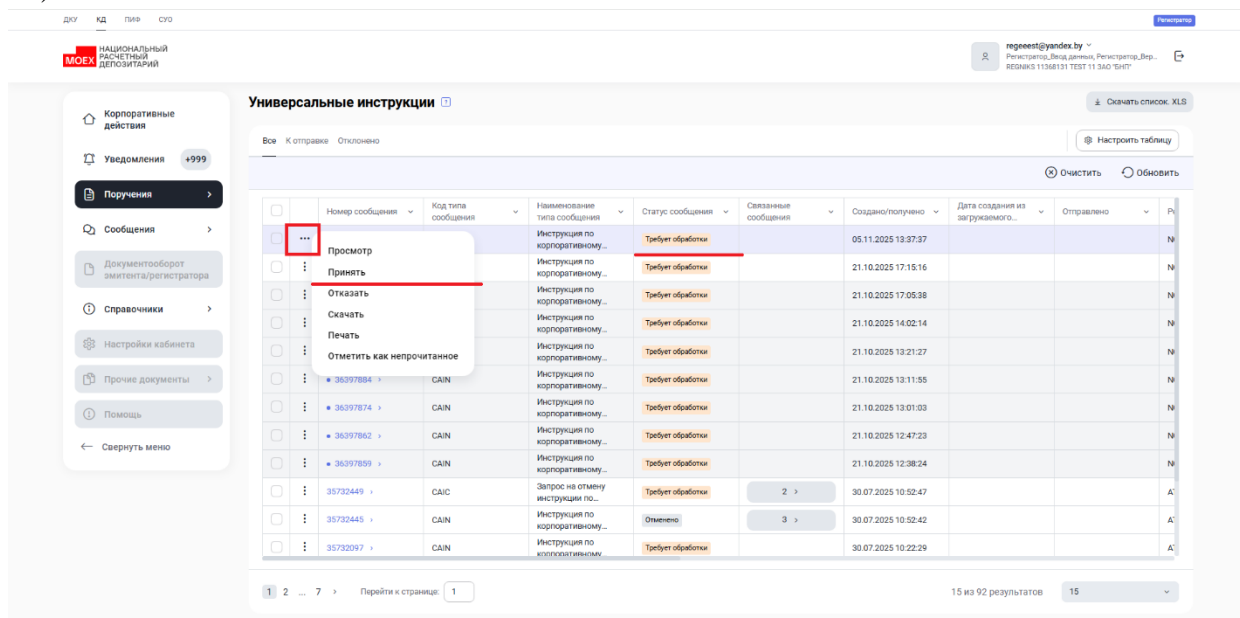 ДКУ КД ПИФ СУО Регистратор
MOEX НАЦИОНАЛЬНЫЙ
РАСЧЕТНЫЙ
ДЕПОЗИТАРИЙ
regeeest@yandex.by
Регистратор_Ввод данных, Регистратор_Вер...
REGNIKS 11368131 TEST 11 ЗАО "БНП"
Корпоративные
действия
Уведомления +999
Поручения
Сообщения
Документооборот
эмитента/регистратора
Справочники
Настройки кабинета
Прочие документы
Помощь
Свернуть меню
Универсальные инструкции
Скачать список. XLS
Все К отправке Отклонено
Настроить таблицу
Очистить Обновить
Номер сообщения Код типа сообщения Наименование типа сообщения Статус сообщения Связанные сообщения Создано/получено Дата создания из загружаемого... Отправлено
Инструкция по корпоративному... Требует обработки 05.11.2025 13:37:37
Инструкция по корпоративному... Требует обработки 21.10.2025 17:15:16
Инструкция по корпоративному... Требует обработки 21.10.2025 17:05:38
Инструкция по корпоративному... Требует обработки 21.10.2025 14:02:14
Инструкция по корпоративному... Требует обработки 21.10.2025 13:21:27
Просмотр
Принять
Отказать
Скачать
Печать
Отметить как непрочитанное
36397884 CAIN Инструкция по корпоративному... Требует обработки 21.10.2025 13:11:55
36397874 CAIN Инструкция по корпоративному... Требует обработки 21.10.2025 13:01:03
36397862 CAIN Инструкция по корпоративному... Требует обработки 21.10.2025 12:47:23
36397859 CAIN Инструкция по корпоративному... Требует обработки 21.10.2025 12:38:24
35732449 CAIC Запрос на отмену инструкции по... Требует обработки 2 30.07.2025 10:52:47
35732445 CAIN Инструкция по корпоративному... Отменено 3 30.07.2025 10:52:42
35732097 CAIN Инструкция по корпоративному Требует обработки 30.07.2025 10:22:29
1 2 ... 7 Перейти к странице: 1
15 из 92 результатов 15